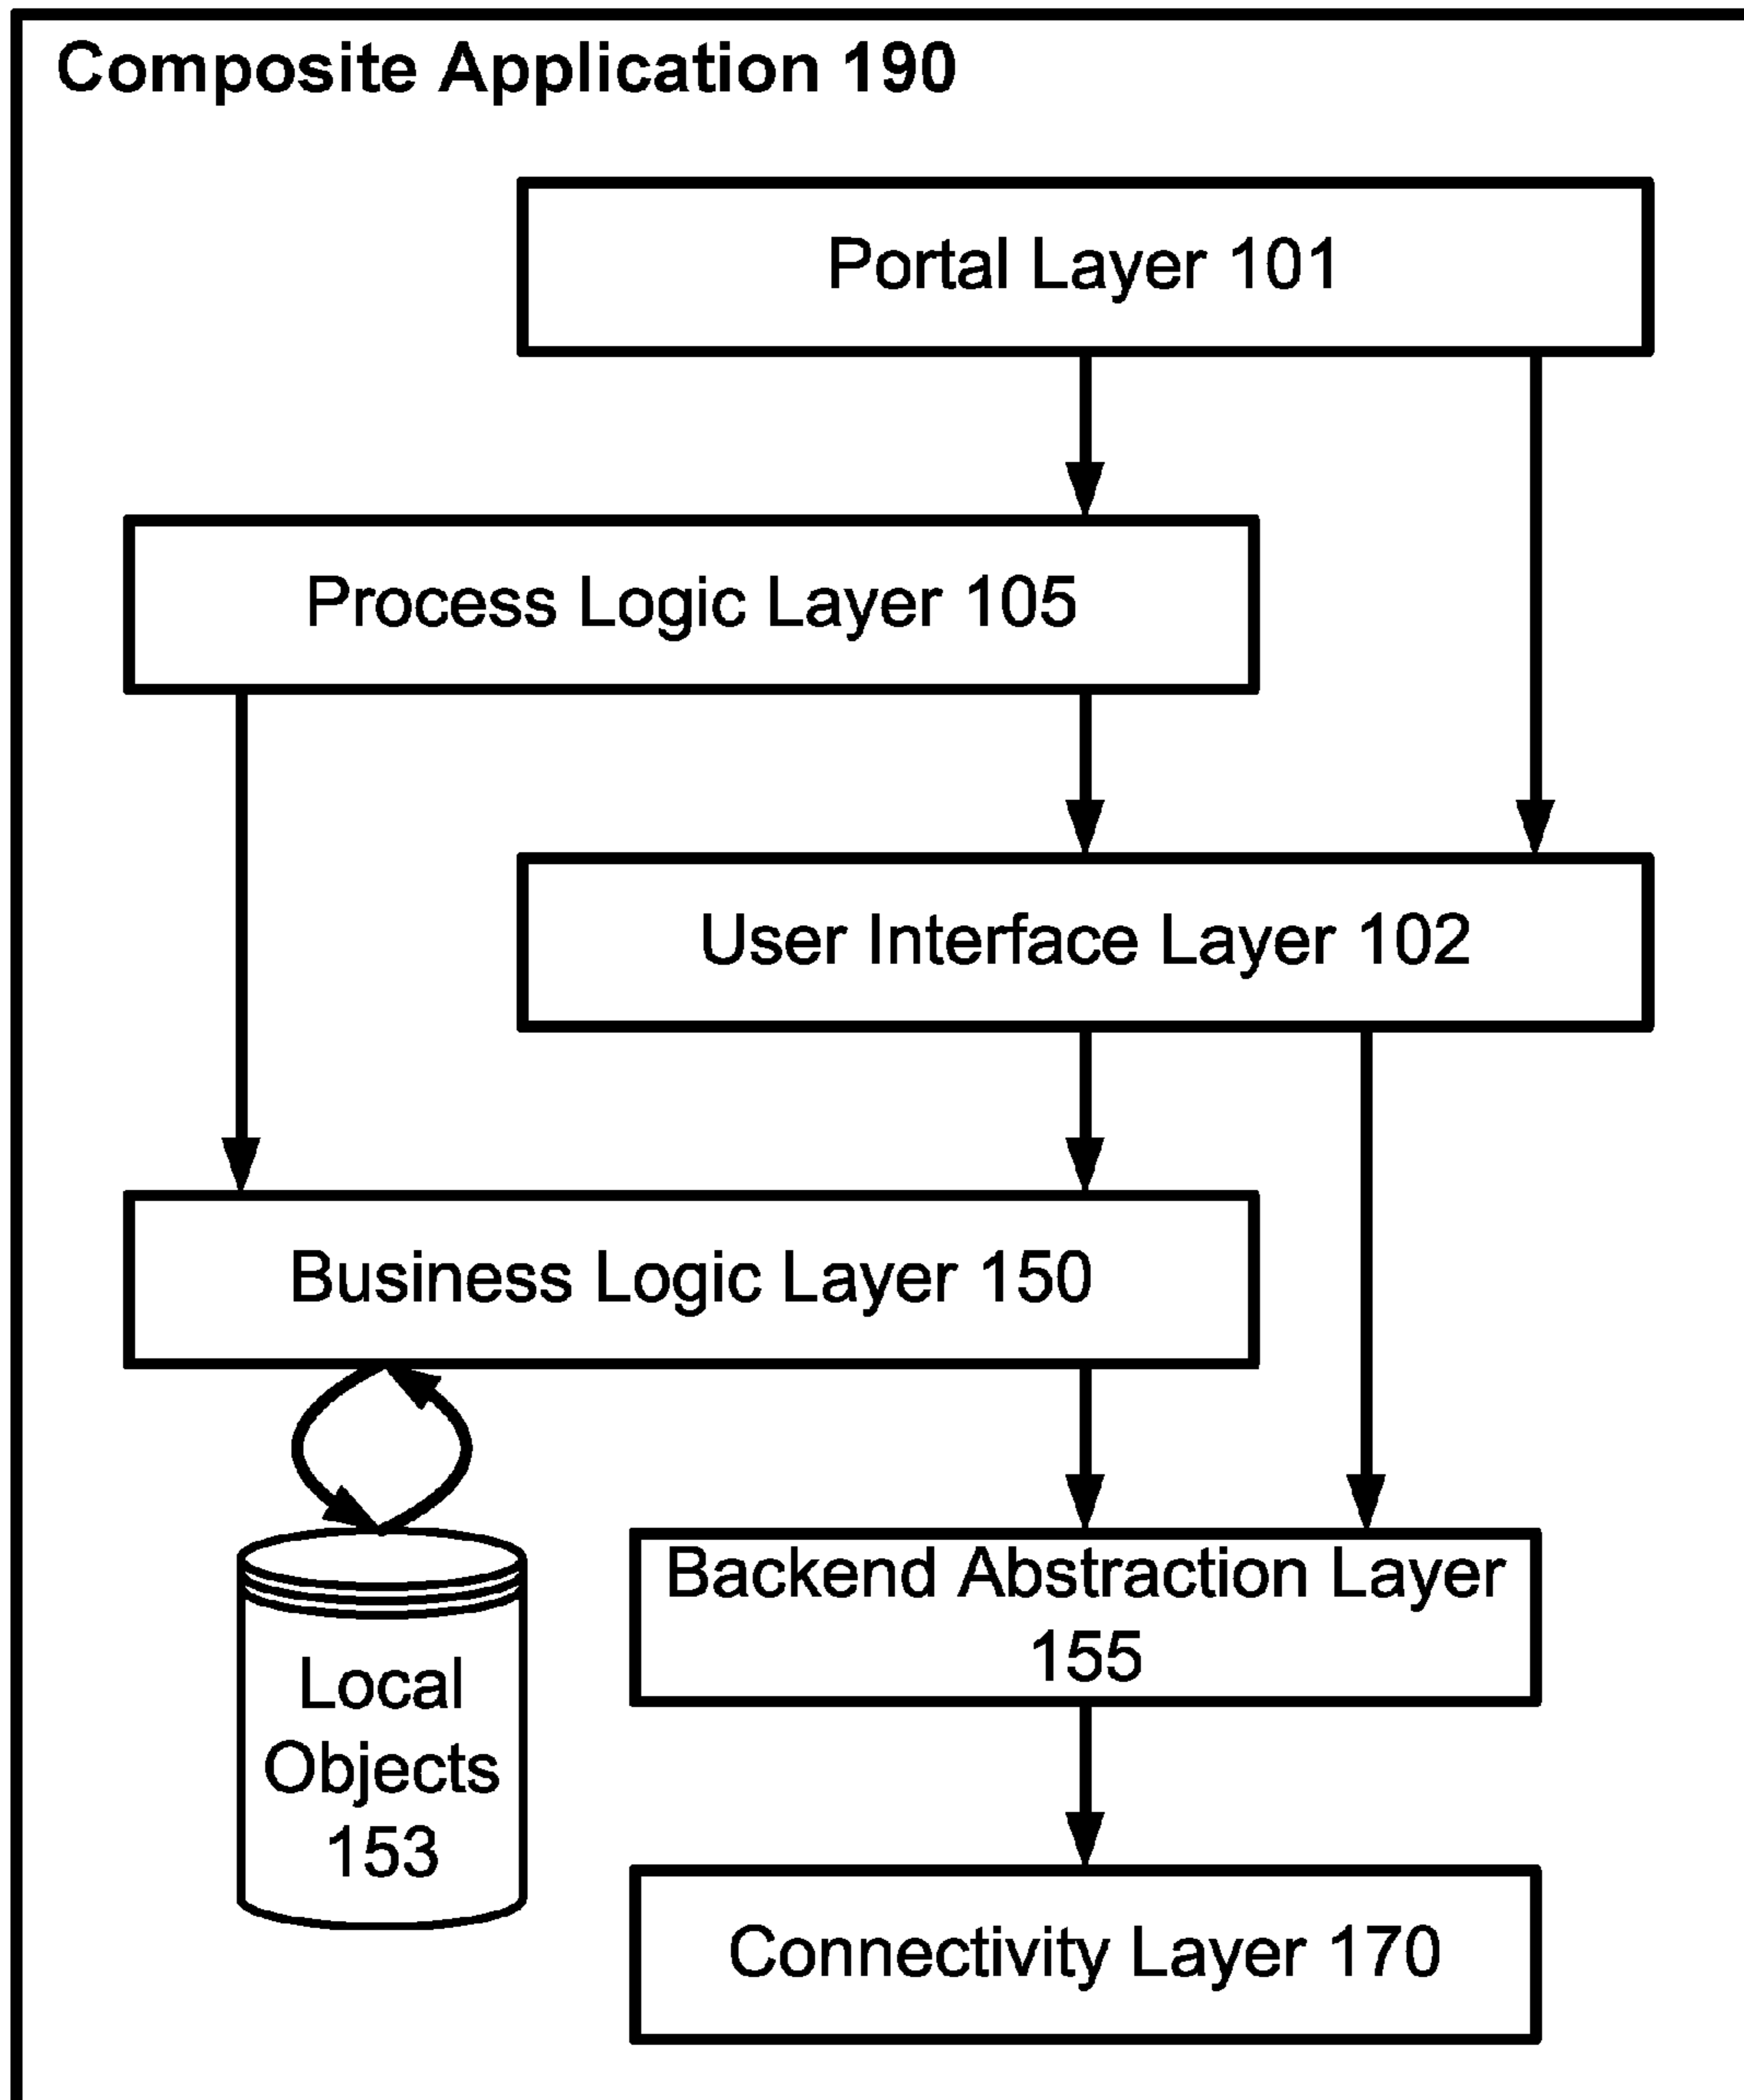 Composite Application 190
Portal Layer 101
Process Logic Layer 105
User Interface Layer 102
Business Logic Layer 150
Backend Abstraction Layer
155
Local
Objects
153
Connectivity Layer 170